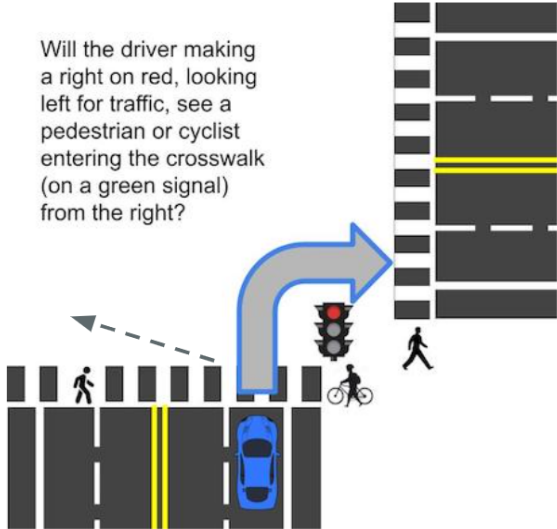 Will the driver making
a right on red, looking
left for traffic, see a
pedestrian or cyclist
entering the crosswalk
(on a green signal)
from the right?